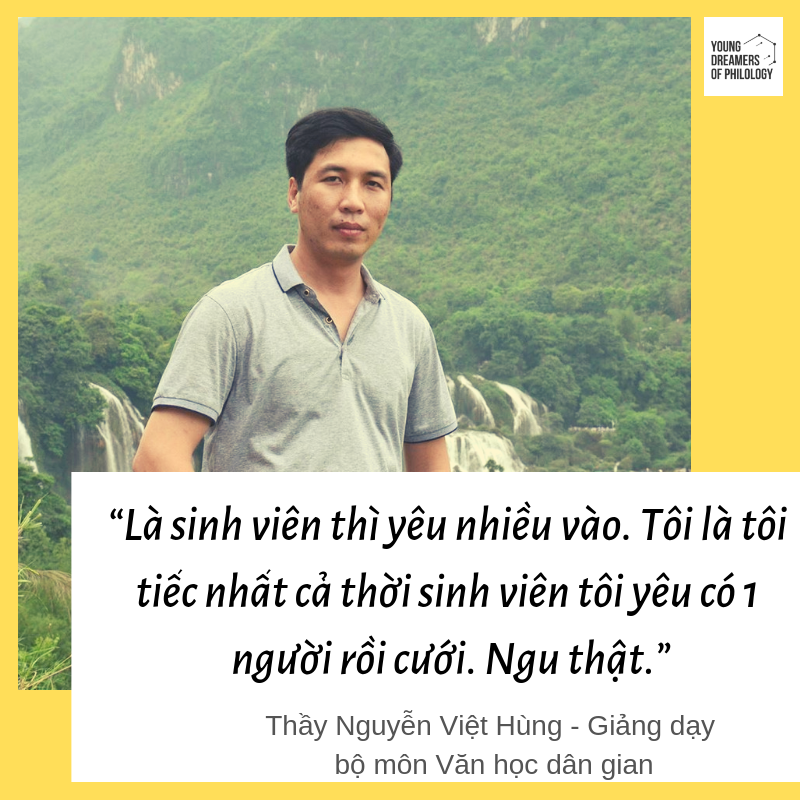 YOUNG
DREAMERS
OF PHILOLOGY
“Là sinh viên thì yêu nhiều vào. Tôi là tôi
tiếc nhất cả thời sinh viên tôi yêu có 1
người rồi cưới. Ngu thật.”
Thầy Nguyễn Việt Hùng - Giảng dạy
bộ môn Văn học dân gian